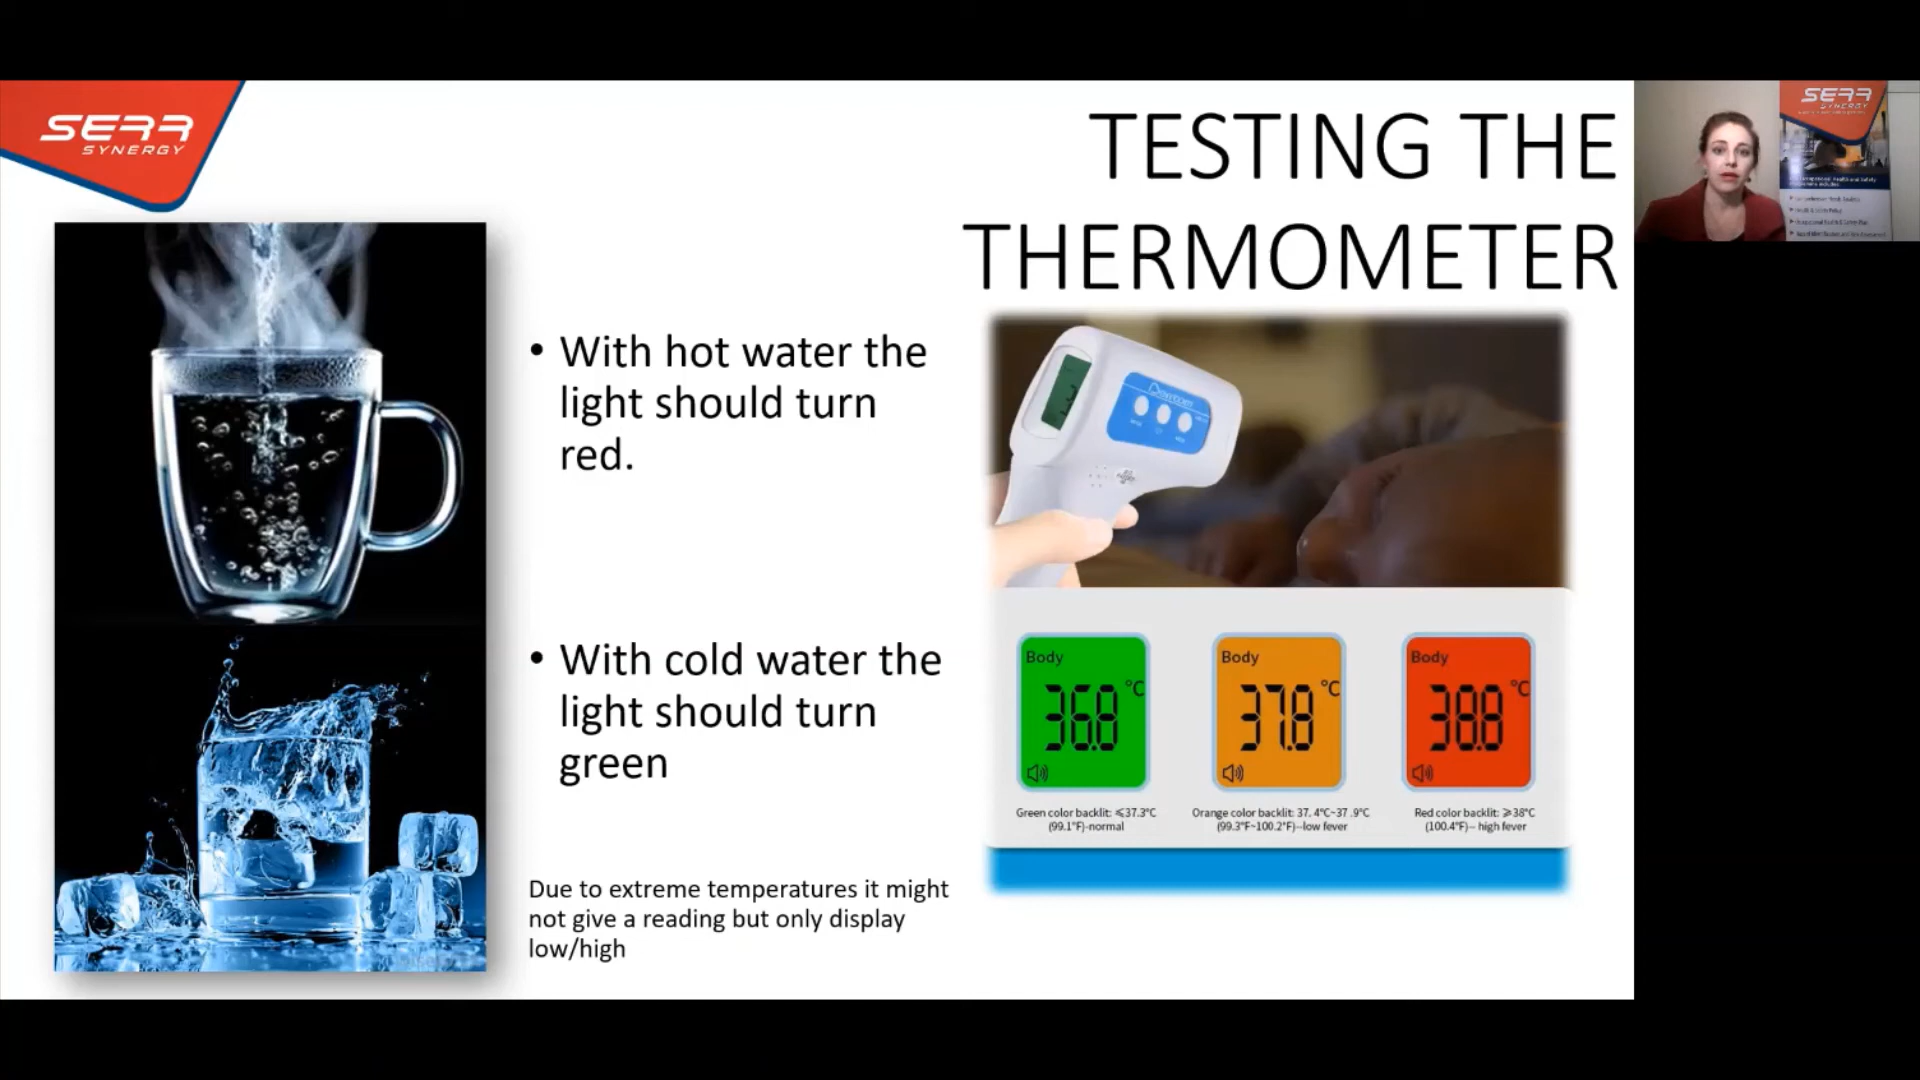 SERR
SYNERGY
TESTING THE
THERMOMETER
• With hot water the
light should turn
red.
• With cold water the
light should turn
green
Due to extreme temperatures it might
not give a reading but only display
low/high
Body
36.8 °C
Body
37.8 °C
Body
38.8 °C
Green color backlit: ≤37.3°C
(99.1°F)-normal
Orange color backlit: 37. 4°C~37 .9°C
(99.3°F~100.2°F)--low fever
Red color backlit: ≥38°C
(100.4°F)-- high fever
SERR
SYNERGY